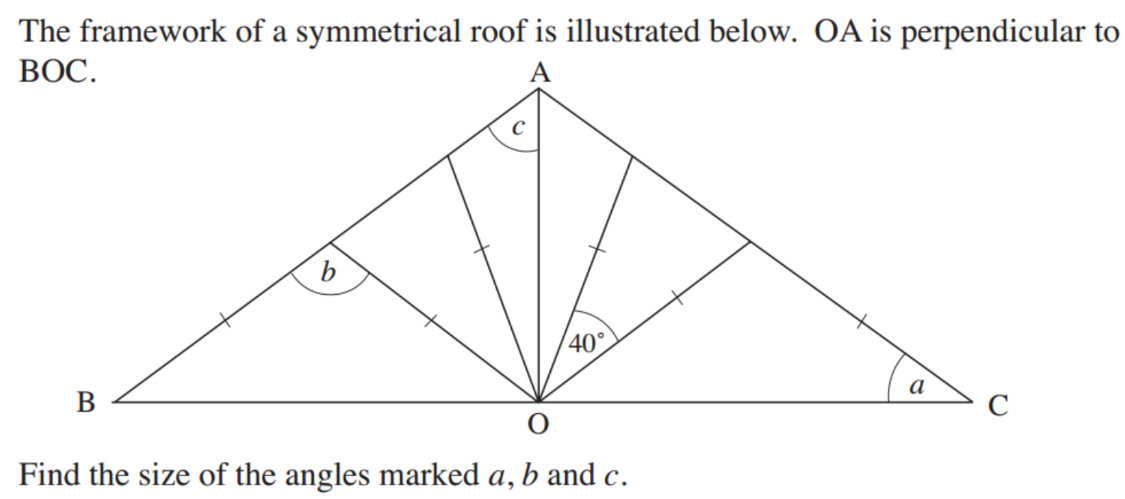 The framework of a symmetrical roof is illustrated below. OA is perpendicular to
BOC.
A
c
b
40°
a
B
C
O
Find the size of the angles marked a, b and c.